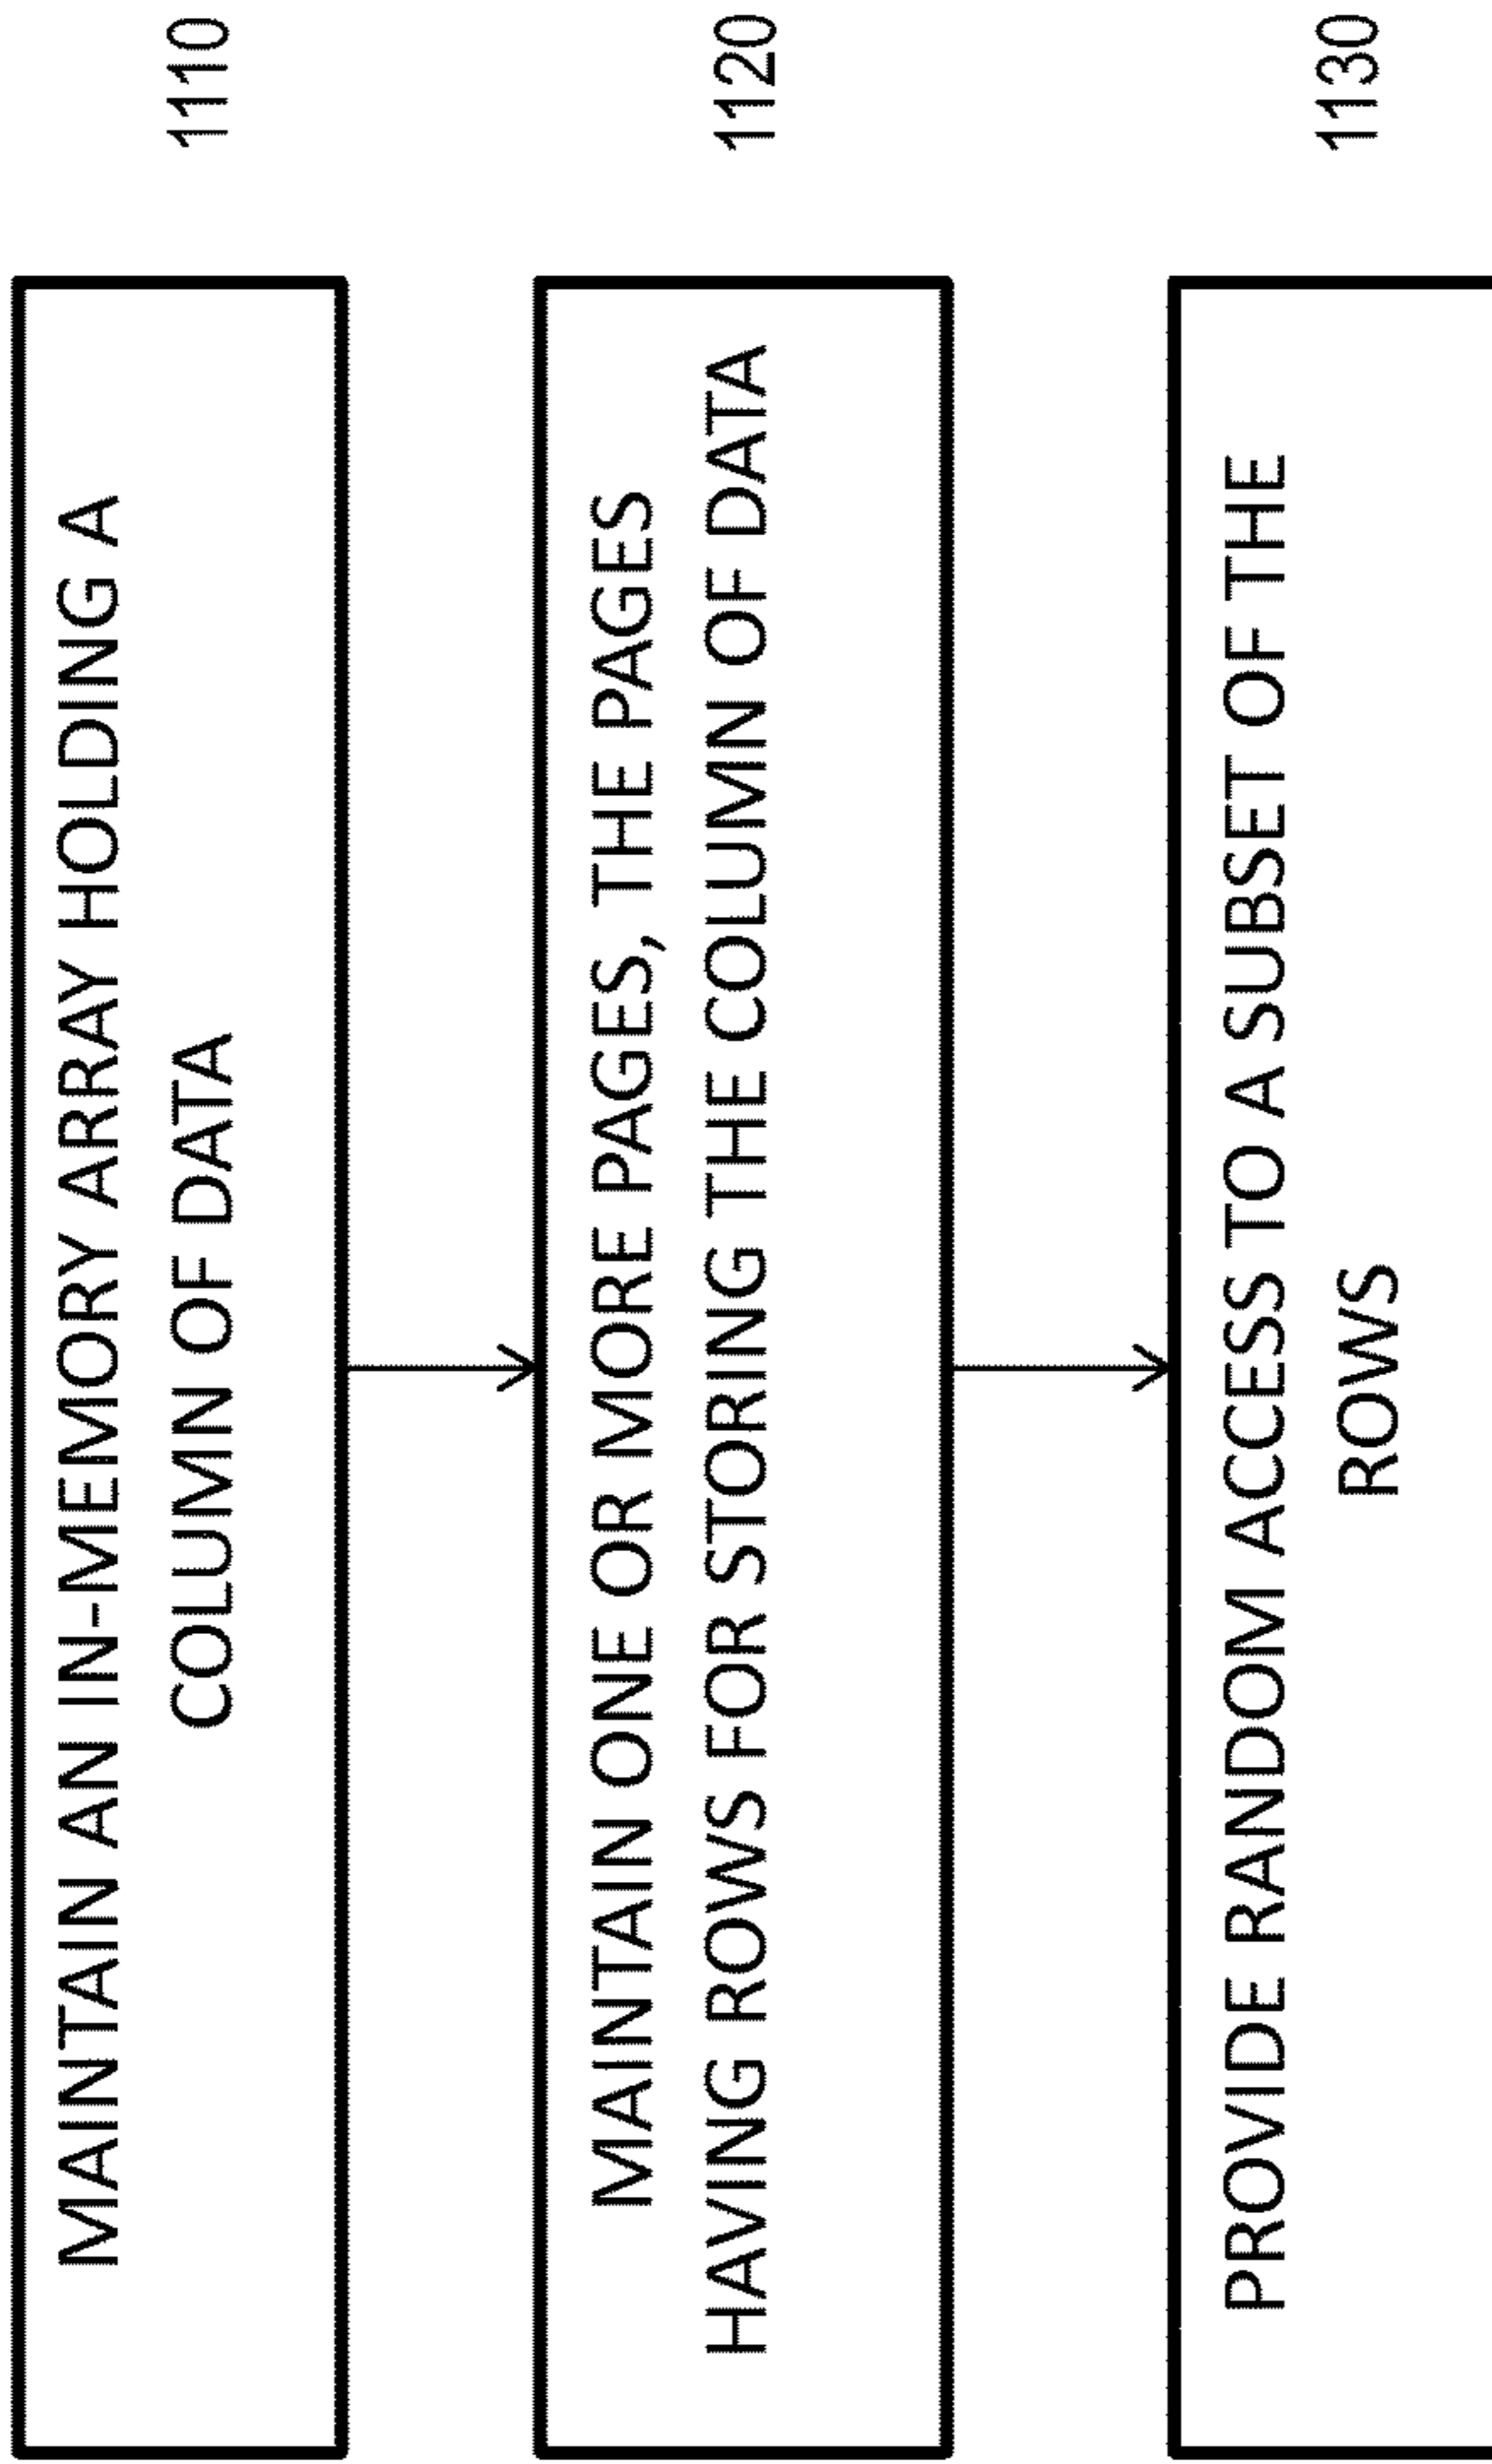 MAINTAIN AN IN-MEMORY ARRAY HOLDING A
COLUMN OF DATA
1110
MAINTAIN ONE OR MORE PAGES, THE PAGES
HAVING ROWS FOR STORING THE COLUMN OF DATA
1120
PROVIDE RANDOM ACCESS TO A SUBSET OF THE
ROWS
1130